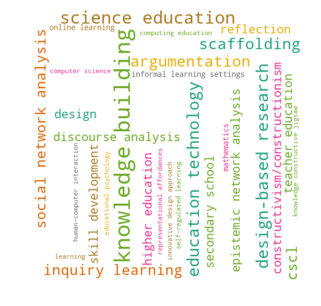 science education
online learning
computing education
reflection
scaffolding
argumentation
computer science
informal learning settings
design
discourse analysis
social network analysis
human-computer interaction
skill development
educational psychology
knowledge building
higher education
representational affordances
innovative design approach
self-regulated learning
education technology
secondary school
mathematics
epistemic network analysis
design-based research
constructivism/constructionism
teacher education
knowledge constructive jigsaw
cscl
learning
inquiry learning